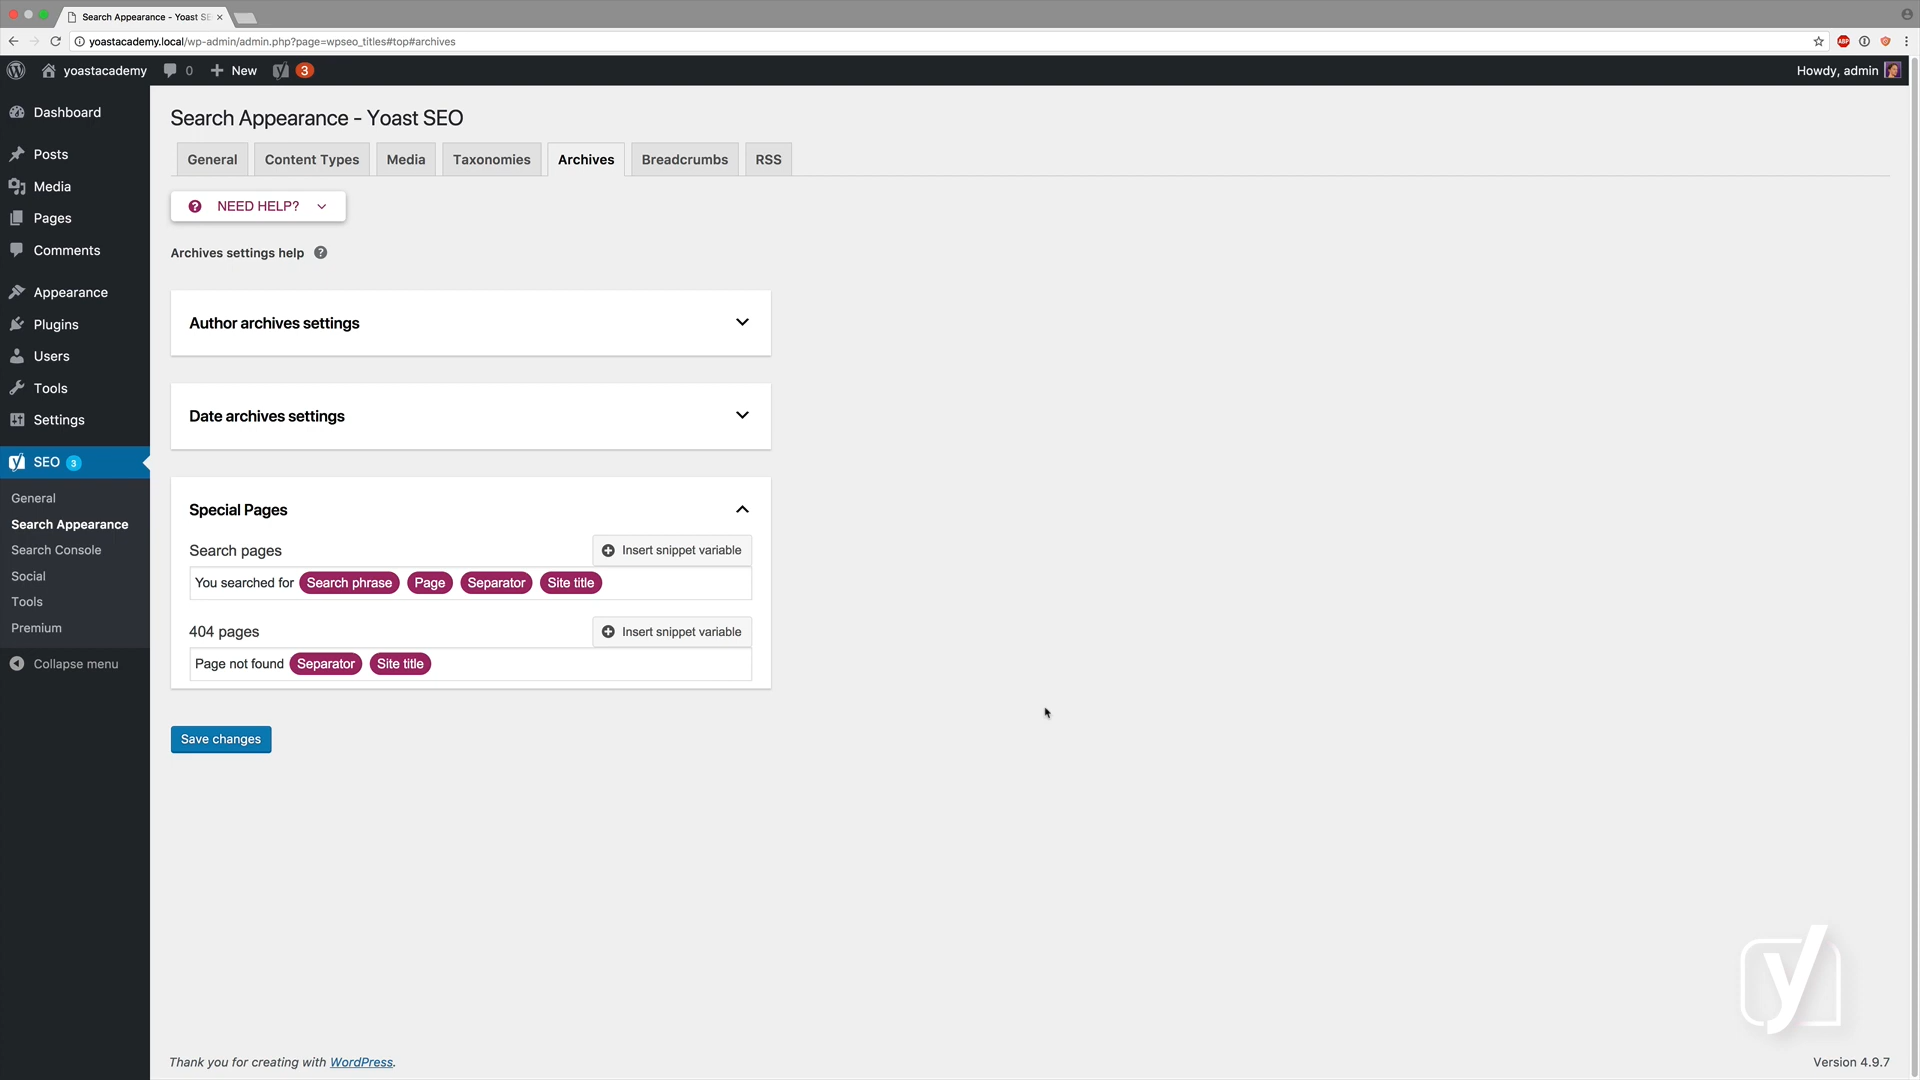 Search Appearance - Yoast SE
yoastacademy.local/wp-admin/admin.php?page=wpseo_titles#top#archives
ABP
yoastacademy 0 New 3
Howdy, admin
Dashboard
Posts
Media
Pages
Comments
Appearance
Plugins
Users
Tools
Settings
SEO 3
General
Search Appearance
Search Console
Social
Tools
Premium
Collapse menu
Search Appearance - Yoast SEO
General Content Types Media Taxonomies Archives Breadcrumbs RSS
NEED HELP?
Archives settings help
Author archives settings
Date archives settings
Special Pages
Search pages Insert snippet variable
You searched for Search phrase Page Separator Site title
404 pages Insert snippet variable
Page not found Separator Site title
Save changes
Thank you for creating with WordPress.
Version 4.9.7